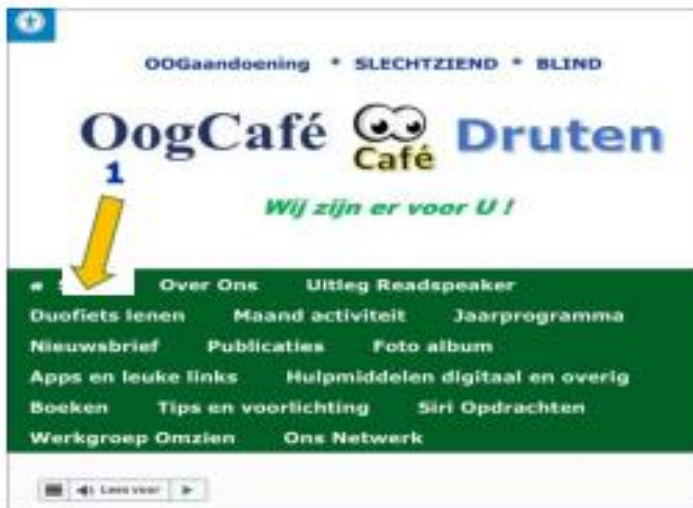 OOGaandoening * SLECHTZIEND * BLIND
OogCafé Café Druten
1
Wij zijn er voor U !
Over Ons Uitleg Readspeaker
Duofiets lenen Maand activiteit Jaarprogramma
Nieuwsbrief Publicaties Foto album
Apps en leuke links Hulpmiddelen digitaal en overig
Boeken Tips en voorlichting Siri Opdrachten
Werkgroep Omzien Ons Netwerk
Lees voor